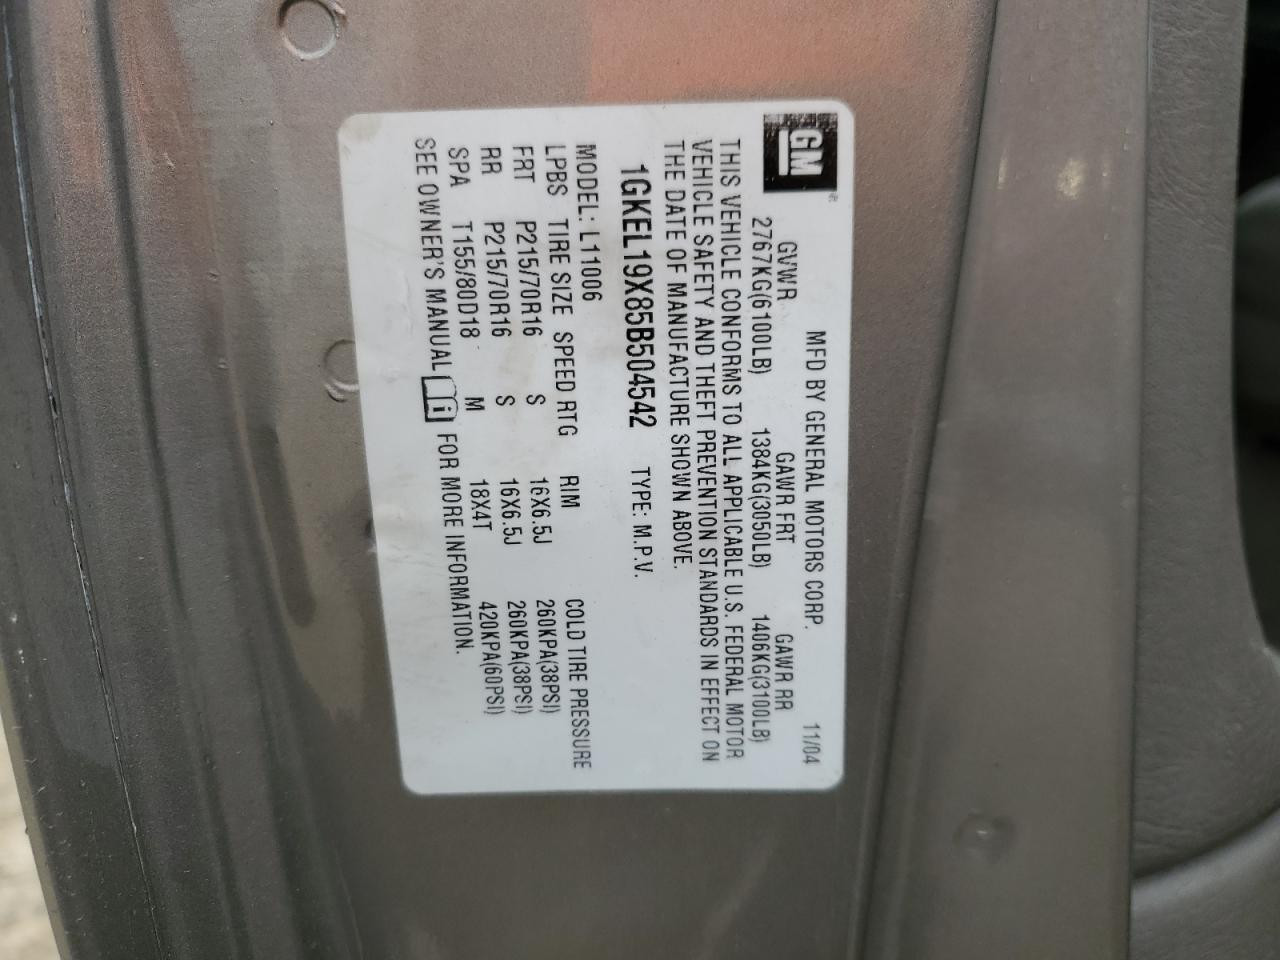 GM®
MFD BY GENERAL MOTORS CORP. 11/04
GVWR GAWR FRT GAWR RR
2767KG(6100LB) 1384KG(3050LB) 1406KG(3100LB)
THIS VEHICLE CONFORMS TO ALL APPLICABLE U.S. FEDERAL MOTOR
VEHICLE SAFETY AND THEFT PREVENTION STANDARDS IN EFFECT ON
THE DATE OF MANUFACTURE SHOWN ABOVE.
1GKEL19X85B504542 TYPE: M.P.V.
MODEL: L11006
LPBS TIRE SIZE SPEED RTG RIM COLD TIRE PRESSURE
FRT P215/70R16 S 16X6.5J 260KPA(38PSI)
RR P215/70R16 S 16X6.5J 260KPA(38PSI)
SPA T155/80D18 M 18X4T 420KPA(60PSI)
SEE OWNER'S MANUAL i FOR MORE INFORMATION.